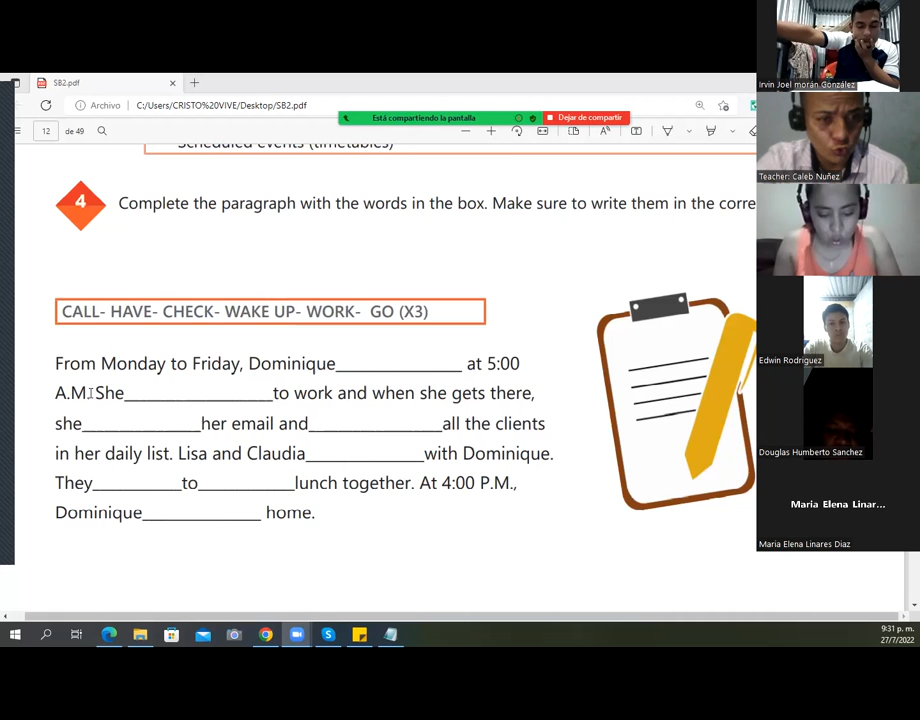 SB2.pdf
Archivo C:/Users/CRISTO%20VIVE/Desktop/SB2.pdf
Está compartiendo la pantalla Dejar de compartir
12 de 49
Scheduled events (timetables)
4 Complete the paragraph with the words in the box. Make sure to write them in the corre
CALL- HAVE- CHECK- WAKE UP- WORK- GO (X3)
From Monday to Friday, Dominique______________ at 5:00
A.M. She________________to work and when she gets there,
she_____________her email and_______________all the clients
in her daily list. Lisa and Claudia_____________with Dominique.
They__________to___________lunch together. At 4:00 P.M.,
Dominique_____________ home.
Irvin Joel morán González
Teacher: Caleb Nuñez
Edwin Rodriguez
Douglas Humberto Sanchez
Maria Elena Linar...
Maria Elena Linares Diaz
9:31 p. m.
27/7/2022